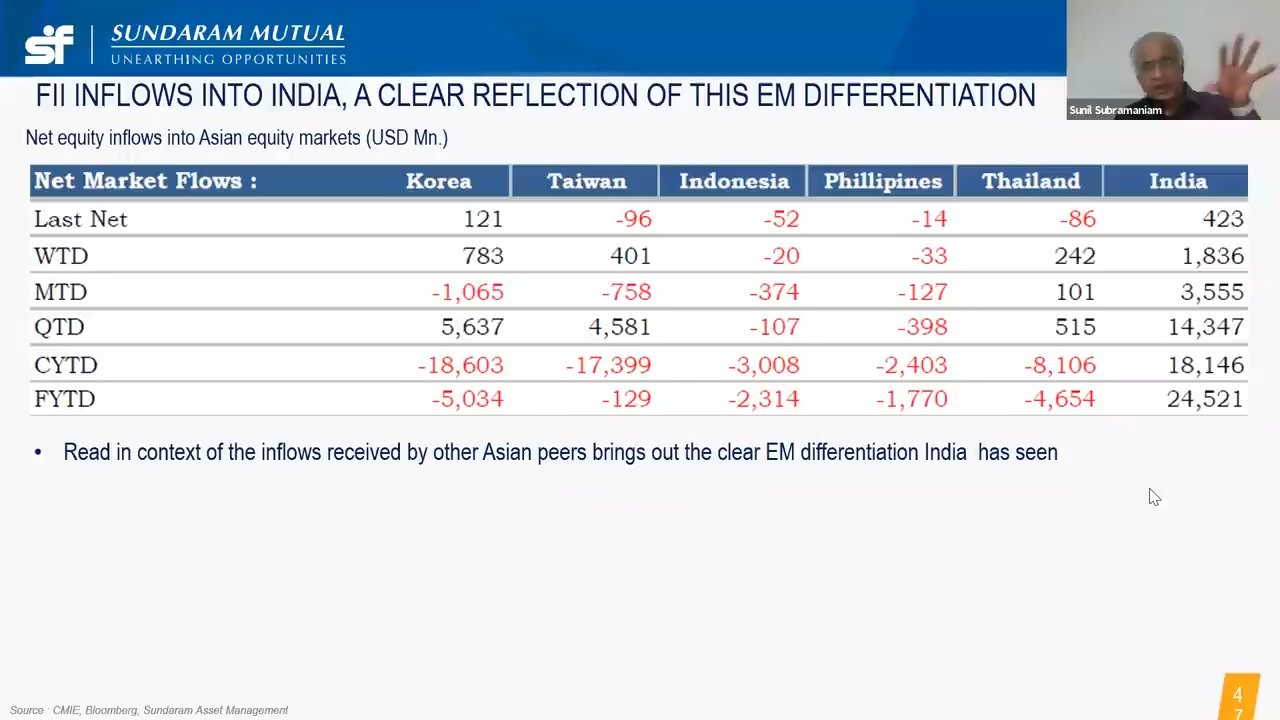 SUNDARAM MUTUAL
UNEARTHING OPPORTUNITIES
Sunil Subramaniam
FII INFLOWS INTO INDIA, A CLEAR REFLECTION OF THIS EM DIFFERENTIATION
Net equity inflows into Asian equity markets (USD Mn.)
Net Market Flows : Korea Taiwan Indonesia Phillipines Thailand India
Last Net 121 -96 -52 -14 -86 423
WTD 783 401 -20 -33 242 1,836
MTD -1,065 -758 -374 -127 101 3,555
QTD 5,637 4,581 -107 -398 515 14,347
CYTD -18,603 -17,399 -3,008 -2,403 -8,106 18,146
FYTD -5,034 -129 -2,314 -1,770 -4,654 24,521
• Read in context of the inflows received by other Asian peers brings out the clear EM differentiation India has seen
Source : CMIE, Bloomberg, Sundaram Asset Management
4
7